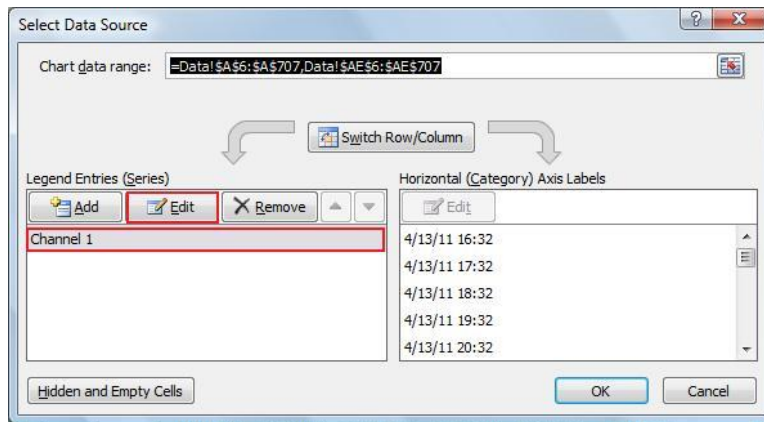 Select Data Source
Chart data range: =Data!$A$6:$A$707,Data!$AE$6:$AE$707
Switch Row/Column
Legend Entries (Series)
Add Edit Remove
Channel 1
Horizontal (Category) Axis Labels
Edit
4/13/11 16:32
4/13/11 17:32
4/13/11 18:32
4/13/11 19:32
4/13/11 20:32
Hidden and Empty Cells
OK Cancel